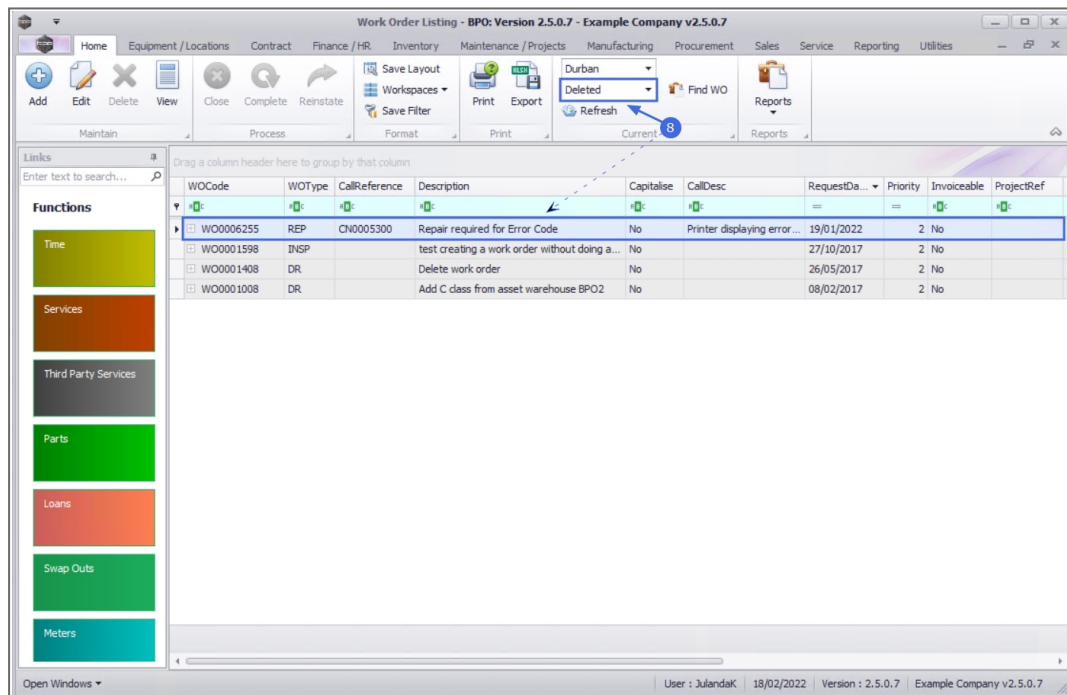 Work Order Listing - BPO: Version 2.5.0.7 - Example Company v2.5.0.7
Home Equipment / Locations Contract Finance / HR Inventory Maintenance / Projects Manufacturing Procurement Sales Service Reporting Utilities
Add Edit Delete View Close Complete Reinstate
Save Layout
Workspaces
Save Filter
Print Export
Durban
Deleted
Refresh
Find WO
Reports
Maintain Process Format Print Current Reports
8
Links
Enter text to search...
Functions
Time
Services
Third Party Services
Parts
Loans
Swap Outs
Meters
Drag a column header here to group by that column
WOCode WOType CallReference Description Capitalise CallDesc RequestDa... Priority Invoiceable ProjectRef
WO0006255 REP CN0005300 Repair required for Error Code No Printer displaying error... 19/01/2022 2 No
WO0001598 INSP test creating a work order without doing a... No 27/10/2017 2 No
WO0001408 DR Delete work order No 26/05/2017 2 No
WO0001008 DR Add C class from asset warehouse BPO2 No 08/02/2017 2 No
Open Windows User : JulandaK 18/02/2022 Version : 2.5.0.7 Example Company v2.5.0.7